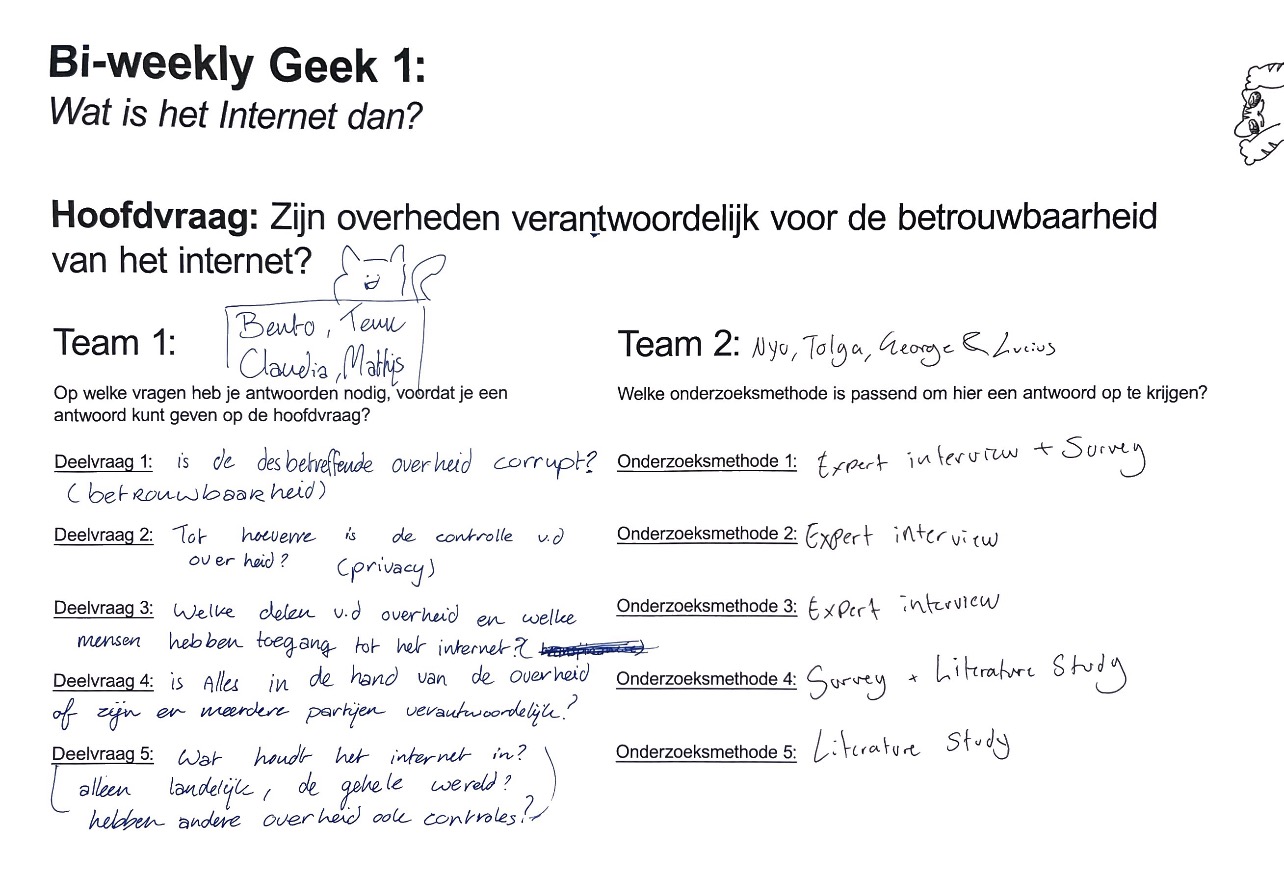 Bi-weekly Geek 1:
Wat is het Internet dan?
Hoofdvraag: Zijn overheden verantwoordelijk voor de betrouwbaarheid
van het internet?
Team 1:
Bento,
Claudia, Mathijs
Op welke vragen heb je antwoorden nodig, voordat je een
antwoord kunt geven op de hoofdvraag?
Deelvraag 1: is de desbetreffende overheid corrupt?
(betrouwbaarheid)
Deelvraag 2: Tot hoeverre is de controlle v.d
overheid? (privacy)
Deelvraag 3: Welke delen v.d overheid en welke
mensen hebben toegang tot het internet?
Deelvraag 4: is Alles in de hand van de overheid
of zijn er meerdere partijen verantwoordelijk?
Deelvraag 5: Wat houdt het internet in?
alleen landelijk, de gehele wereld?
hebben andere overheid ook controles?
Team 2: Nyo, Tolga, George & Lucius
Welke onderzoeksmethode is passend om hier een antwoord op te krijgen?
Onderzoeksmethode 1: Expert interview + Survey
Onderzoeksmethode 2: Expert interview
Onderzoeksmethode 3: Expert interview
Onderzoeksmethode 4: Survey + Literature Study
Onderzoeksmethode 5: Literature Study